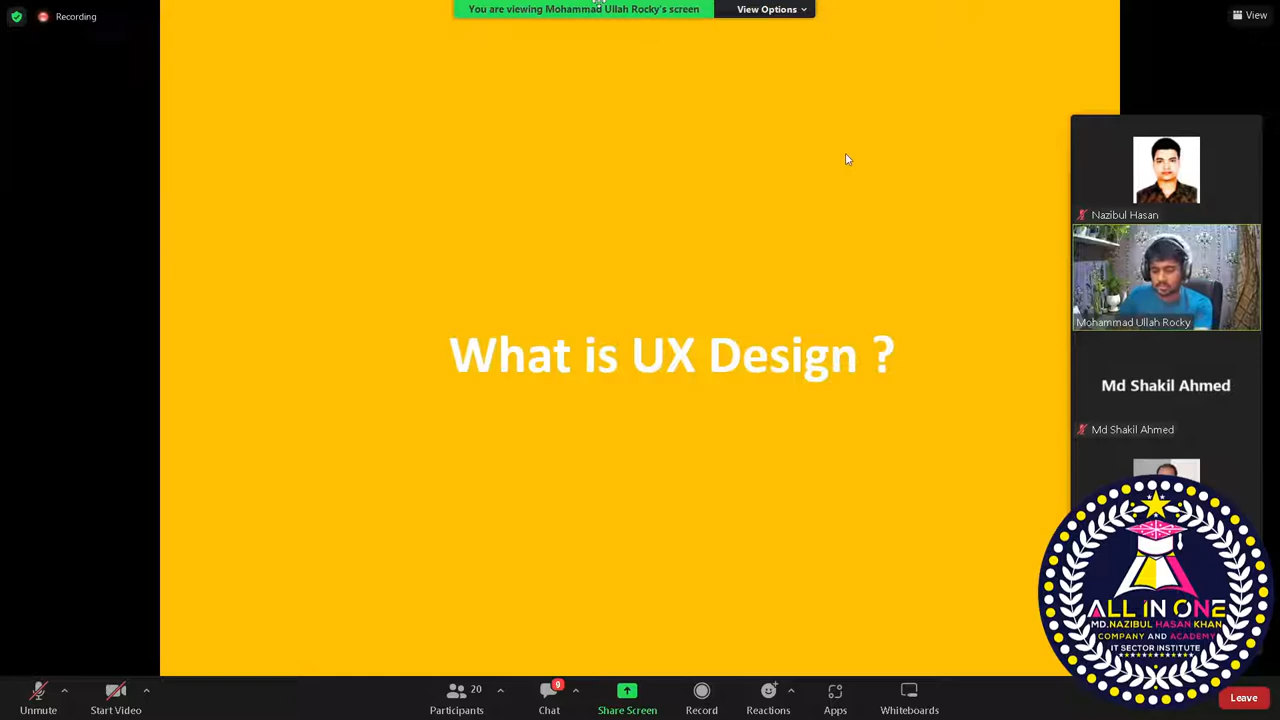 Recording
You are viewing Mohammad Ullah Rocky's screen
View Options
View
Nazibul Hasan
Mohammad Ullah Rocky
What is UX Design ?
Md Shakil Ahmed
Md Shakil Ahmed
ALL IN ONE
MD.NAZIBUL HASAN KHAN
COMPANY AND ACADEMY
IT SECTOR INSTITUTE
Unmute
Start Video
20
Participants
9
Chat
Share Screen
Record
Reactions
Apps
Whiteboards
Leave